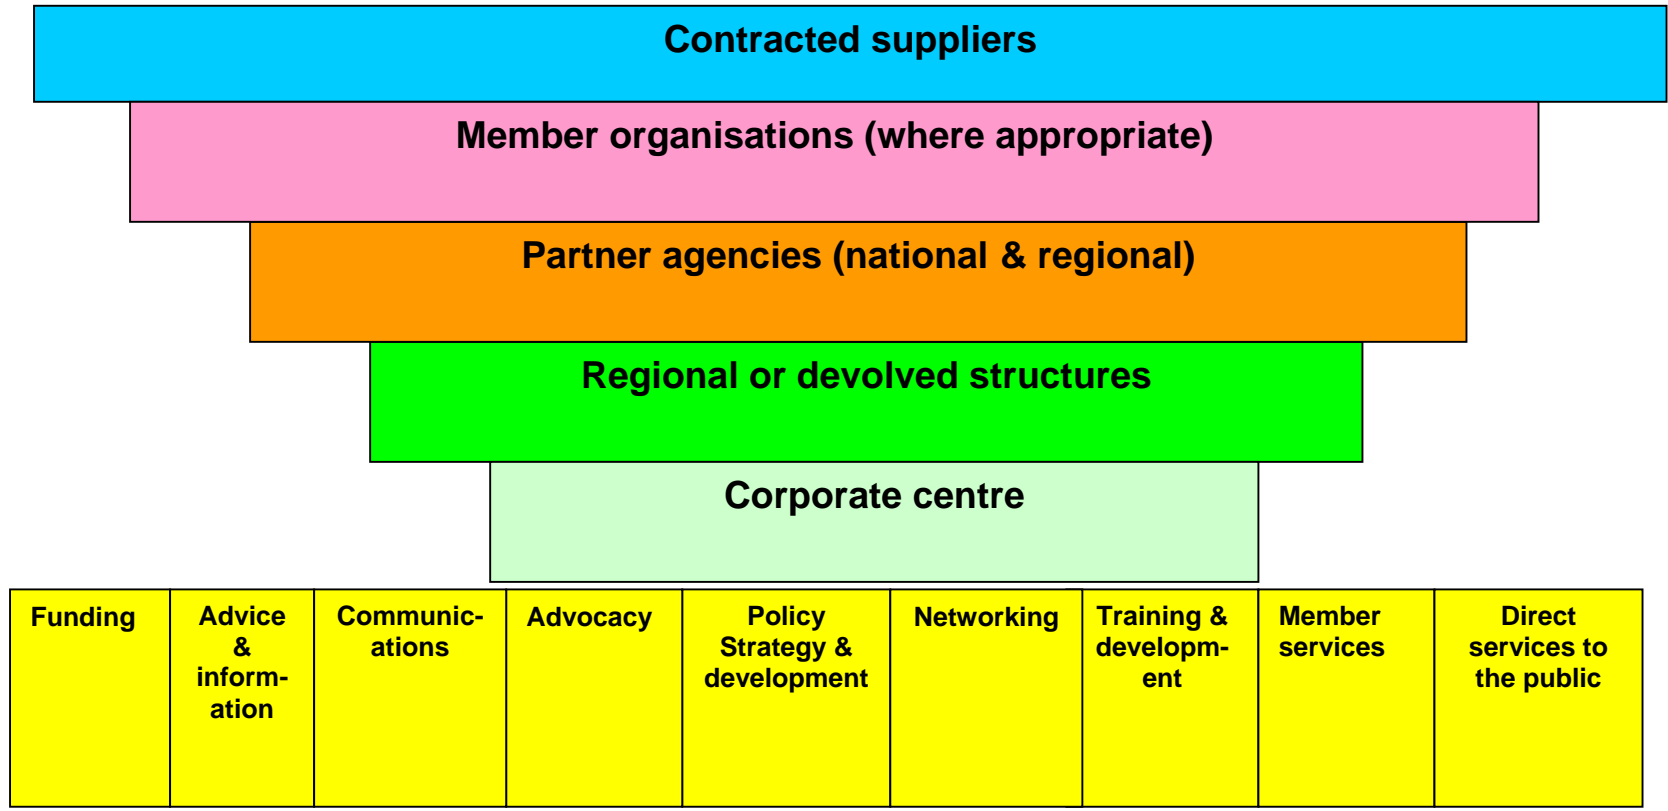 Contracted suppliers
Member organisations (where appropriate)
Partner agencies (national & regional)
Regional or devolved structures
Corporate centre
Funding
Advice
&
inform-
ation
Communic-
ations
Advocacy
Policy
Strategy &
development
Networking
Training &
developm-
ent
Member
services
Direct
services to
the public